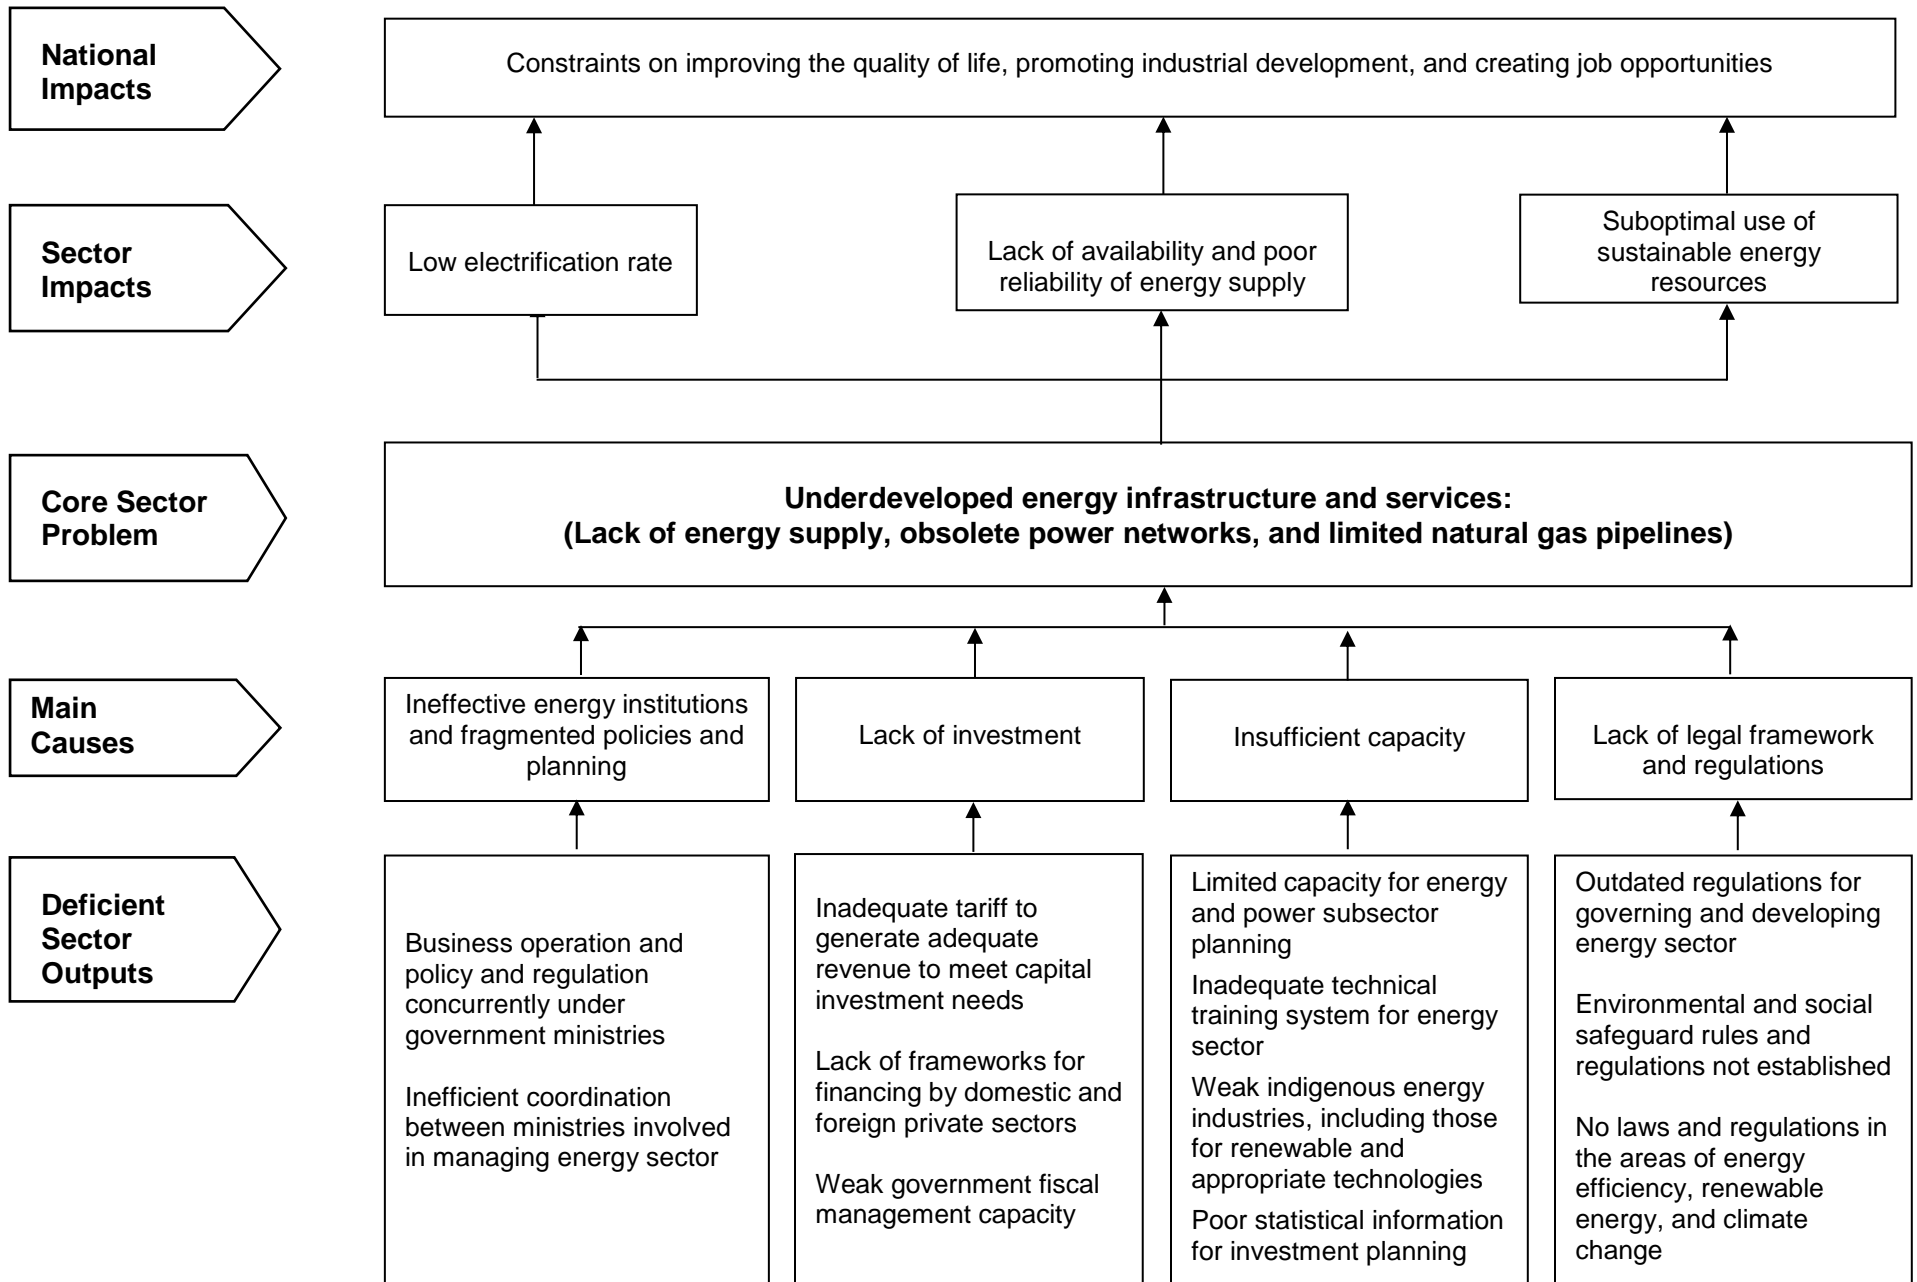 National
Impacts
Constraints on improving the quality of life, promoting industrial development, and creating job opportunities
Sector
Impacts
Low electrification rate
Lack of availability and poor
reliability of energy supply
Suboptimal use of
sustainable energy
resources
Core Sector
Problem
Underdeveloped energy infrastructure and services:
(Lack of energy supply, obsolete power networks, and limited natural gas pipelines)
Main
Causes
Ineffective energy institutions
and fragmented policies and
planning
Lack of investment
Insufficient capacity
Lack of legal framework
and regulations
Deficient
Sector
Outputs
Business operation and
policy and regulation
concurrently under
government ministries
Inefficient coordination
between ministries involved
in managing energy sector
Inadequate tariff to
generate adequate
revenue to meet capital
investment needs
Lack of frameworks for
financing by domestic and
foreign private sectors
Weak government fiscal
management capacity
Limited capacity for energy
and power subsector
planning
Inadequate technical
training system for energy
sector
Weak indigenous energy
industries, including those
for renewable and
appropriate technologies
Poor statistical information
for investment planning
Outdated regulations for
governing and developing
energy sector
Environmental and social
safeguard rules and
regulations not established
No laws and regulations in
the areas of energy
efficiency, renewable
energy, and climate
change